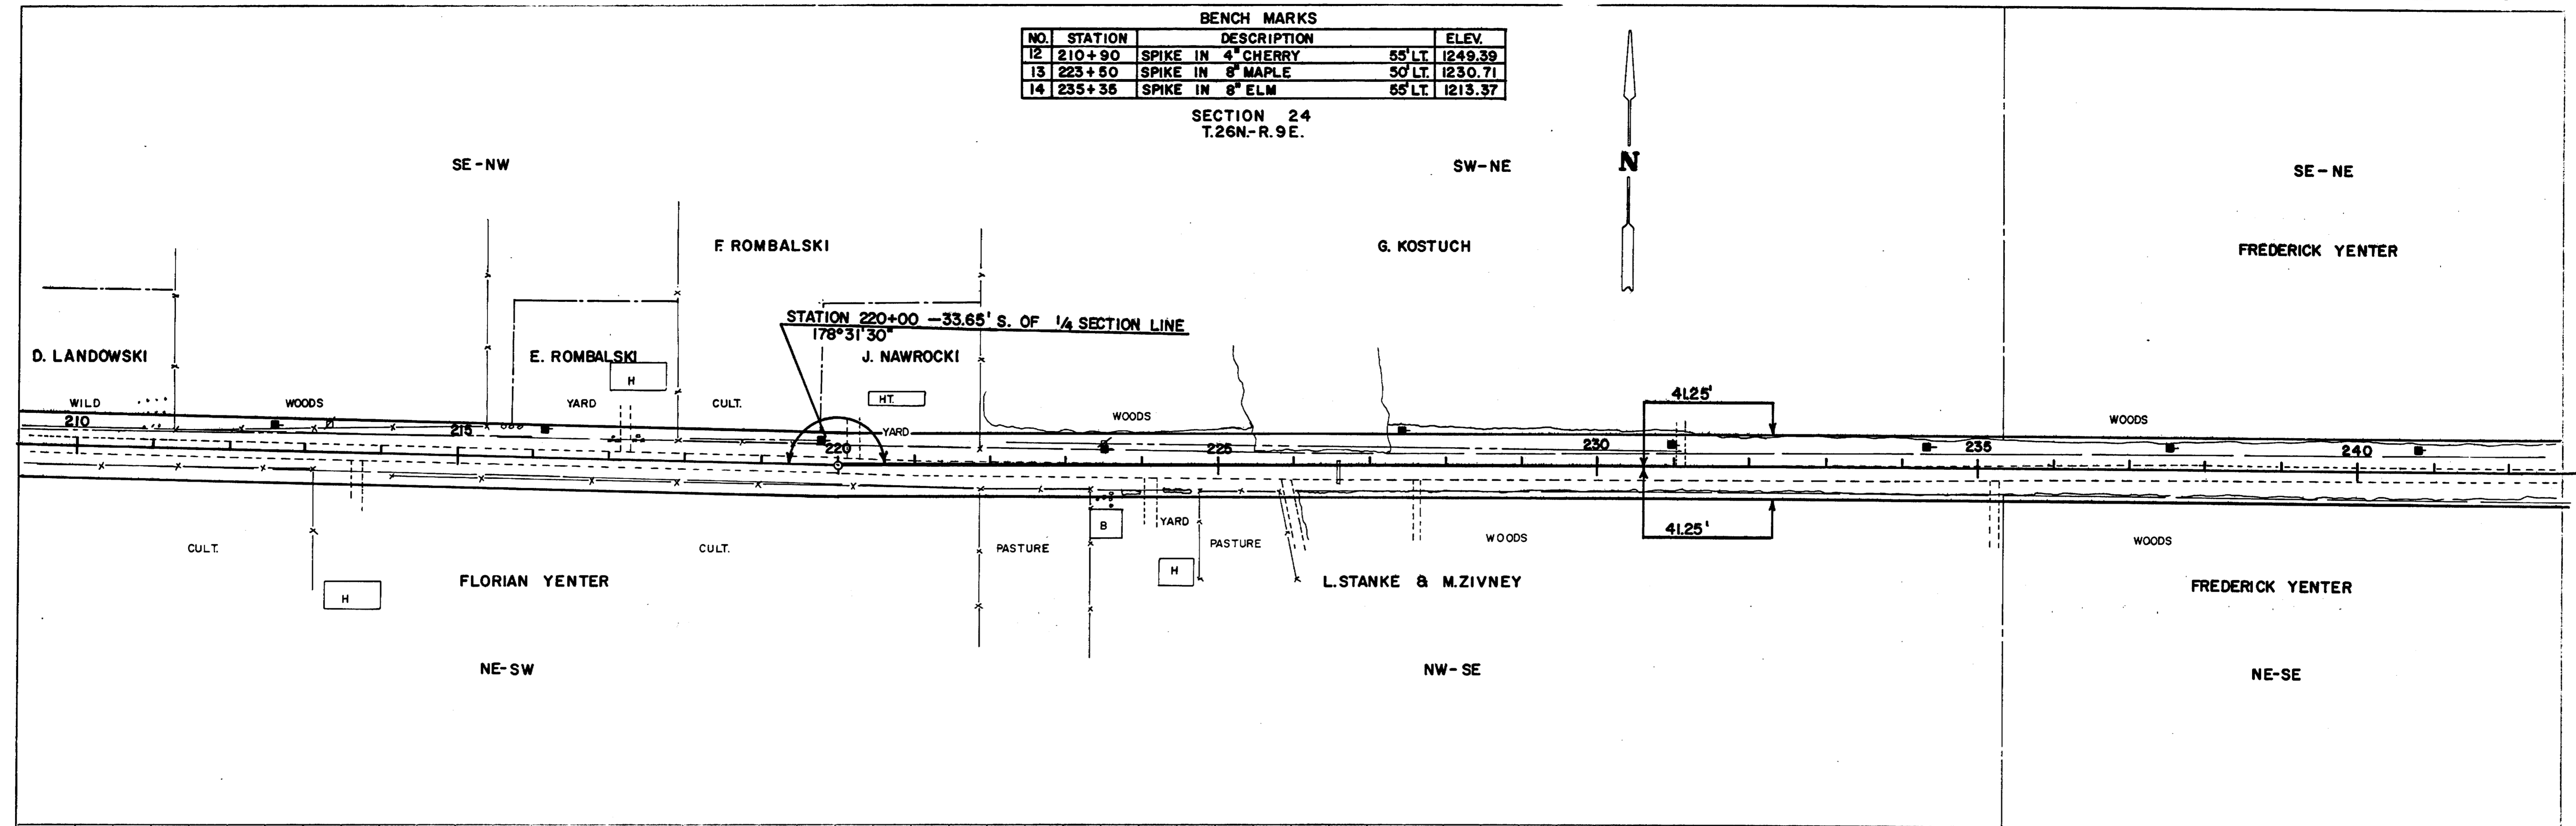 BENCH MARKS
NO. STATION DESCRIPTION ELEV.
12 210+90 SPIKE IN 4" CHERRY 55' LT. 1249.39
13 223+50 SPIKE IN 8" MAPLE 50' LT. 1230.71
14 235+35 SPIKE IN 8" ELM 55' LT. 1213.37
SECTION 24
T.26N.-R.9E.
SE-NW
SW-NE
N
SE-NE
F. ROMBALSKI
G. KOSTUCH
FREDERICK YENTER
STATION 220+00 -33.65' S. OF 1/4 SECTION LINE
178°31'30"
D. LANDOWSKI
E. ROMBALSKI
J. NAWROCKI
H
HT.
41.25'
WILD
WOODS
YARD
CULT.
YARD
WOODS
WOODS
210
215
220
225
230
235
240
41.25'
B
YARD
CULT.
CULT.
PASTURE
PASTURE
WOODS
WOODS
H
H
FLORIAN YENTER
L. STANKE & M. ZIVNEY
FREDERICK YENTER
NE-SW
NW-SE
NE-SE